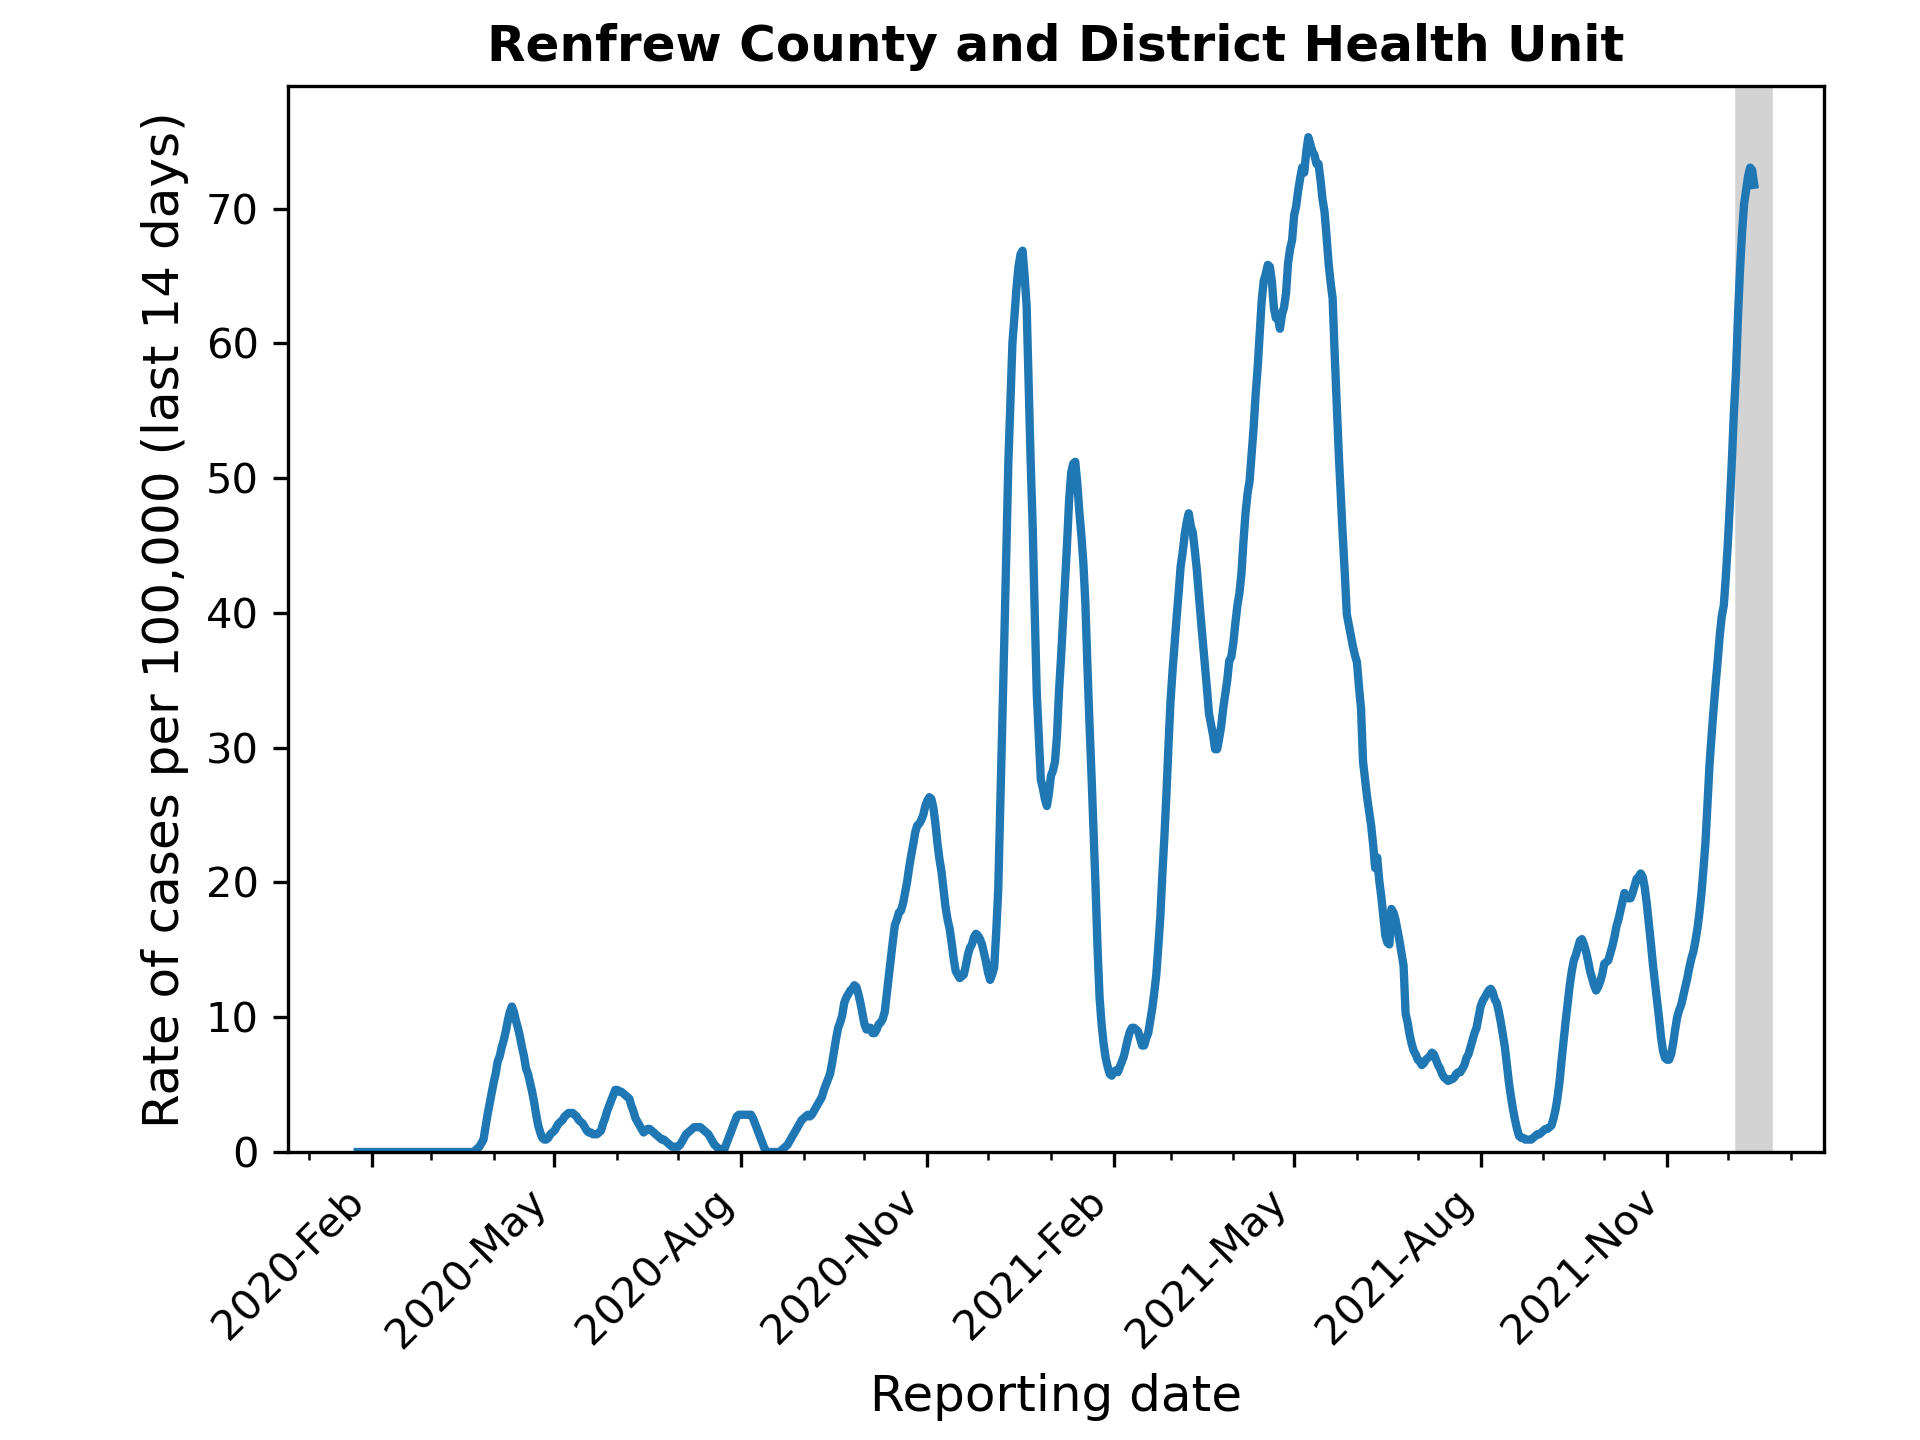 Renfrew County and District Health Unit
Rate of cases per 100,000 (last 14 days)
70
60
50
40
30
20
10
0
2020-Feb
2020-May
2020-Aug
2020-Nov
2021-Feb
2021-May
2021-Aug
2021-Nov
Reporting date